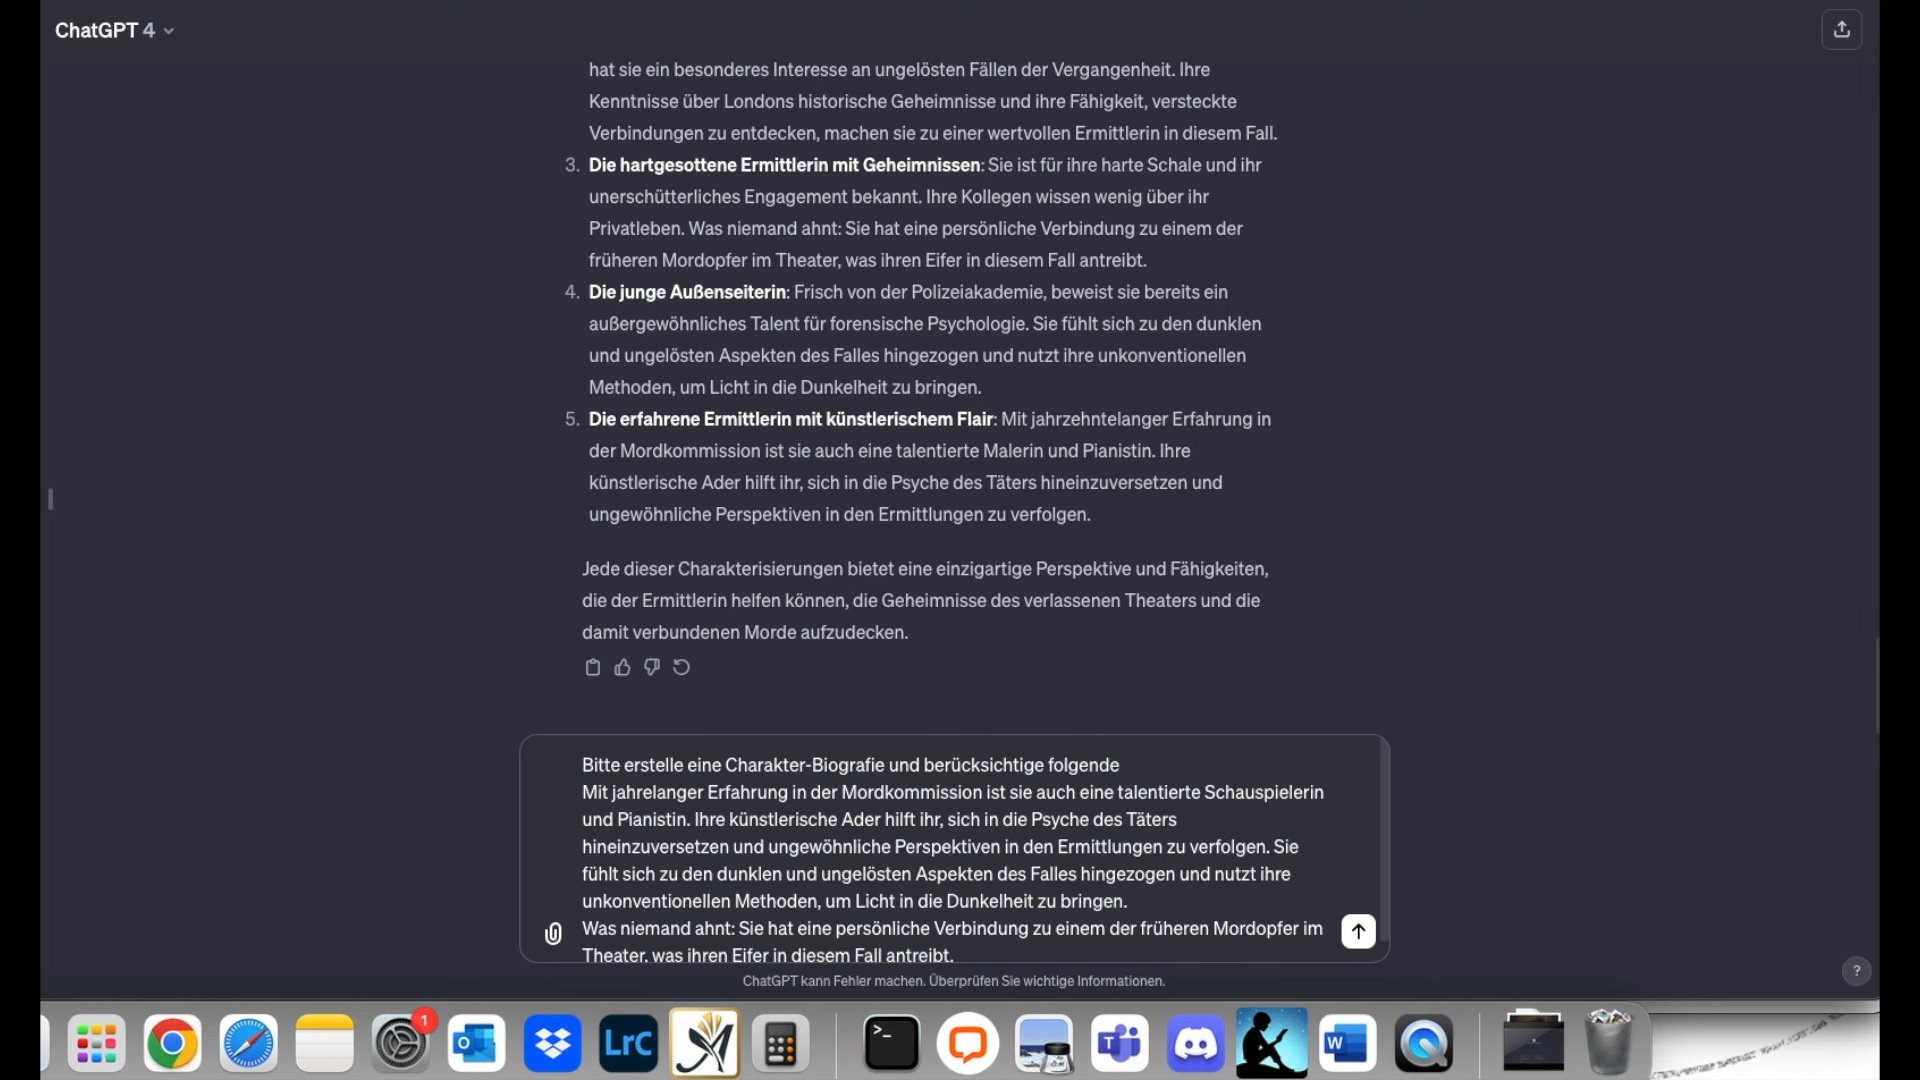 ChatGPT 4
hat sie ein besonderes Interesse an ungelösten Fällen der Vergangenheit. Ihre
Kenntnisse über Londons historische Geheimnisse und ihre Fähigkeit, versteckte
Verbindungen zu entdecken, machen sie zu einer wertvollen Ermittlerin in diesem Fall.
3. Die hartgesottene Ermittlerin mit Geheimnissen: Sie ist für ihre harte Schale und ihr
unerschütterliches Engagement bekannt. Ihre Kollegen wissen wenig über ihr
Privatleben. Was niemand ahnt: Sie hat eine persönliche Verbindung zu einem der
früheren Mordopfer im Theater, was ihren Eifer in diesem Fall antreibt.
4. Die junge Außenseiterin: Frisch von der Polizeiakademie, beweist sie bereits ein
außergewöhnliches Talent für forensische Psychologie. Sie fühlt sich zu den dunklen
und ungelösten Aspekten des Falles hingezogen und nutzt ihre unkonventionellen
Methoden, um Licht in die Dunkelheit zu bringen.
5. Die erfahrene Ermittlerin mit künstlerischem Flair: Mit jahrzehntelanger Erfahrung in
der Mordkommission ist sie auch eine talentierte Malerin und Pianistin. Ihre
künstlerische Ader hilft ihr, sich in die Psyche des Täters hineinzuversetzen und
ungewöhnliche Perspektiven in den Ermittlungen zu verfolgen.
Jede dieser Charakterisierungen bietet eine einzigartige Perspektive und Fähigkeiten,
die der Ermittlerin helfen können, die Geheimnisse des verlassenen Theaters und die
damit verbundenen Morde aufzudecken.
Bitte erstelle eine Charakter-Biografie und berücksichtige folgende
Mit jahrelanger Erfahrung in der Mordkommission ist sie auch eine talentierte Schauspielerin
und Pianistin. Ihre künstlerische Ader hilft ihr, sich in die Psyche des Täters
hineinzuversetzen und ungewöhnliche Perspektiven in den Ermittlungen zu verfolgen. Sie
fühlt sich zu den dunklen und ungelösten Aspekten des Falles hingezogen und nutzt ihre
unkonventionellen Methoden, um Licht in die Dunkelheit zu bringen.
Was niemand ahnt: Sie hat eine persönliche Verbindung zu einem der früheren Mordopfer im
Theater, was ihren Eifer in diesem Fall antreibt.
ChatGPT kann Fehler machen. Überprüfen Sie wichtige Informationen.
?
1
O
LrC
>_
T
W